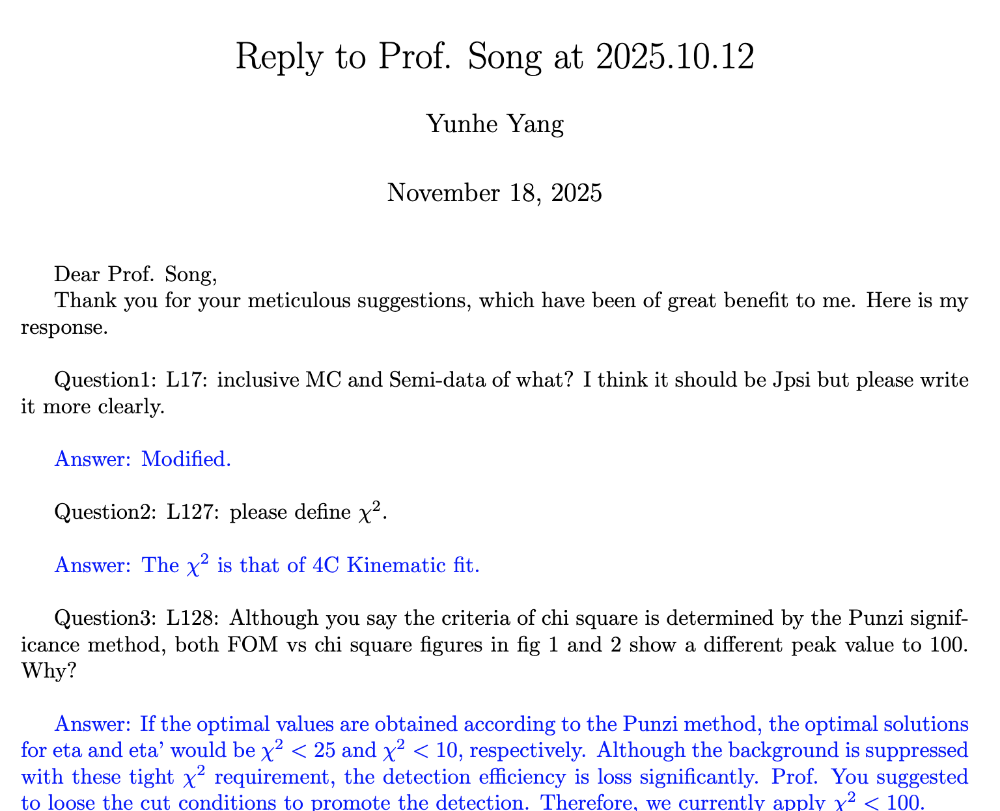 Reply to Prof. Song at 2025.10.12
Yunhe Yang
November 18, 2025
Dear Prof. Song,
Thank you for your meticulous suggestions, which have been of great benefit to me. Here is my
response.
Question1: L17: inclusive MC and Semi-data of what? I think it should be Jpsi but please write
it more clearly.
Answer: Modified.
Question2: L127: please define χ².
Answer: The χ² is that of 4C Kinematic fit.
Question3: L128: Although you say the criteria of chi square is determined by the Punzi signif-
icance method, both FOM vs chi square figures in fig 1 and 2 show a different peak value to 100.
Why?
Answer: If the optimal values are obtained according to the Punzi method, the optimal solutions
for eta and eta’ would be χ² < 25 and χ² < 10, respectively. Although the background is suppressed
with these tight χ² requirement, the detection efficiency is loss significantly. Prof. You suggested
to loose the cut conditions to promote the detection. Therefore, we currently apply χ² < 100.